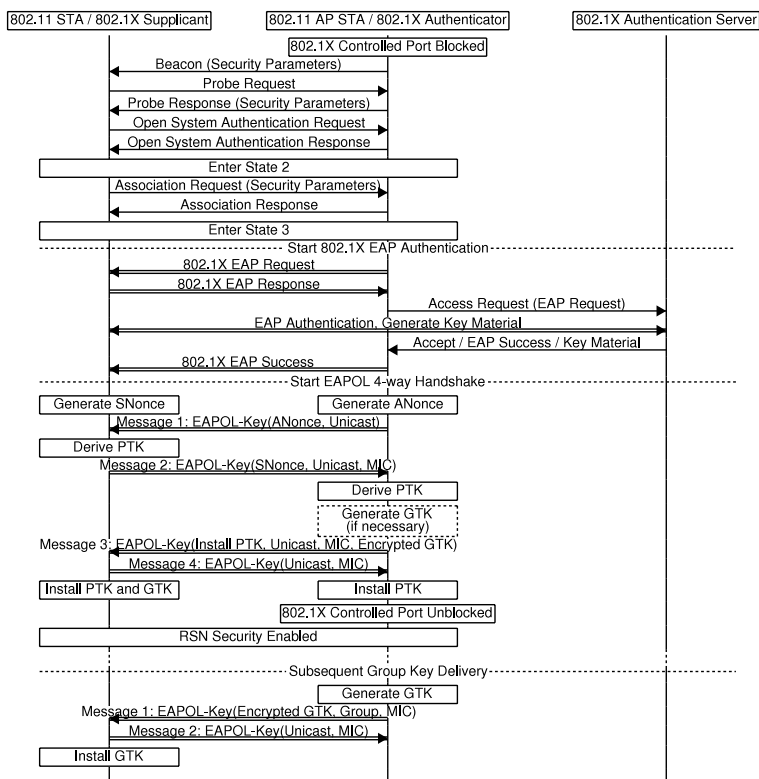 802.11 STA / 802.1X Supplicant
802.11 AP STA / 802.1X Authenticator
802.1X Authentication Server
802.1X Controlled Port Blocked
Beacon (Security Parameters)
Probe Request
Probe Response (Security Parameters)
Open System Authentication Request
Open System Authentication Response
Enter State 2
Association Request (Security Parameters)
Association Response
Enter State 3
Start 802.1X EAP Authentication
802.1X EAP Request
802.1X EAP Response
Access Request (EAP Request)
EAP Authentication, Generate Key Material
Accept / EAP Success / Key Material
802.1X EAP Success
Start EAPOL 4-way Handshake
Generate SNonce
Generate ANonce
Message 1: EAPOL-Key(ANonce, Unicast)
Derive PTK
Message 2: EAPOL-Key(SNonce, Unicast, MIC)
Derive PTK
Generate GTK
(if necessary)
Message 3: EAPOL-Key(Install PTK, Unicast, MIC, Encrypted GTK)
Message 4: EAPOL-Key(Unicast, MIC)
Install PTK and GTK
Install PTK
802.1X Controlled Port Unblocked
RSN Security Enabled
Subsequent Group Key Delivery
Generate GTK
Message 1: EAPOL-Key(Encrypted GTK, Group, MIC)
Message 2: EAPOL-Key(Unicast, MIC)
Install GTK